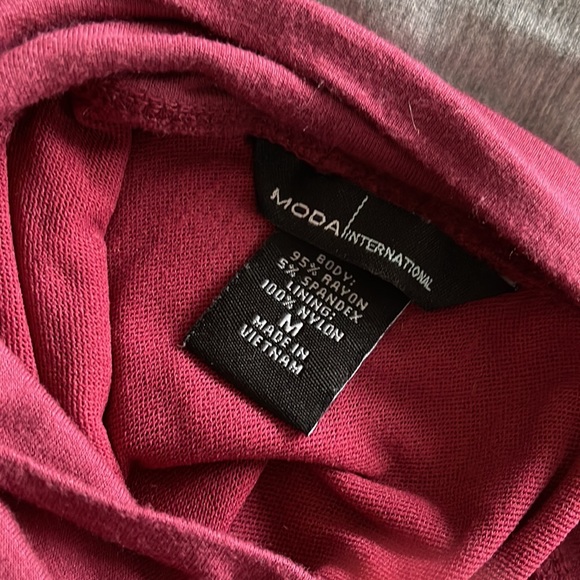 MODA INTERNATIONAL
BODY:
95% RAYON
5% SPANDEX
LINING:
100% NYLON
M
MADE IN
VIETNAM